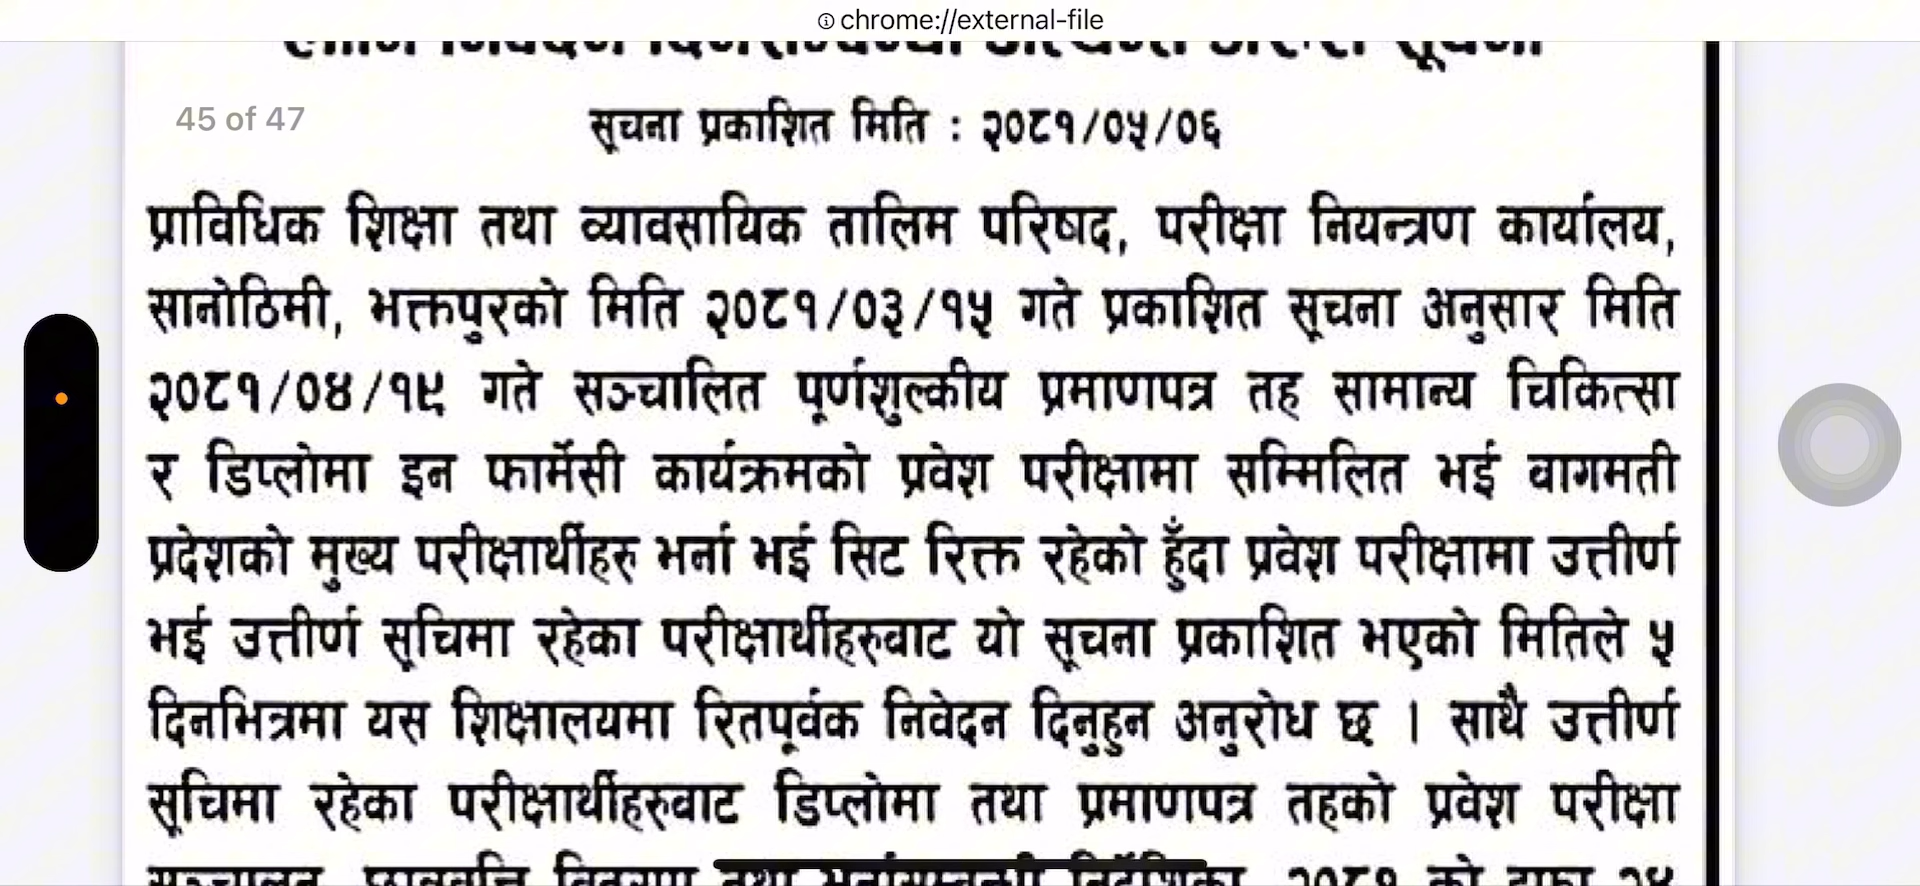 chrome://external-file
45 of 47
सूचना प्रकाशित मिति : २०८१/०५/०६
प्राविधिक शिक्षा तथा व्यावसायिक तालिम परिषद, परीक्षा नियन्त्रण कार्यालय,
सानोठिमी, भक्तपुरको मिति २०८१/०३/१५ गते प्रकाशित सूचना अनुसार मिति
२०८१/०४/१९ गते सञ्चालित पूर्णशुल्कीय प्रमाणपत्र तह सामान्य चिकित्सा
र डिप्लोमा इन फार्मेसी कार्यक्रमको प्रवेश परीक्षामा सम्मिलित भई वागमती
प्रदेशको मुख्य परीक्षार्थीहरु भर्ना भई सिट रिक्त रहेको हुँदा प्रवेश परीक्षामा उत्तीर्ण
भई उत्तीर्ण सूचिमा रहेका परीक्षार्थीहरुवाट यो सूचना प्रकाशित भएको मितिले ५
दिनभित्रमा यस शिक्षालयमा रितपूर्वक निवेदन दिनुहुन अनुरोध छ । साथै उत्तीर्ण
सूचिमा रहेका परीक्षार्थीहरुवाट डिप्लोमा तथा प्रमाणपत्र तहको प्रवेश परीक्षा